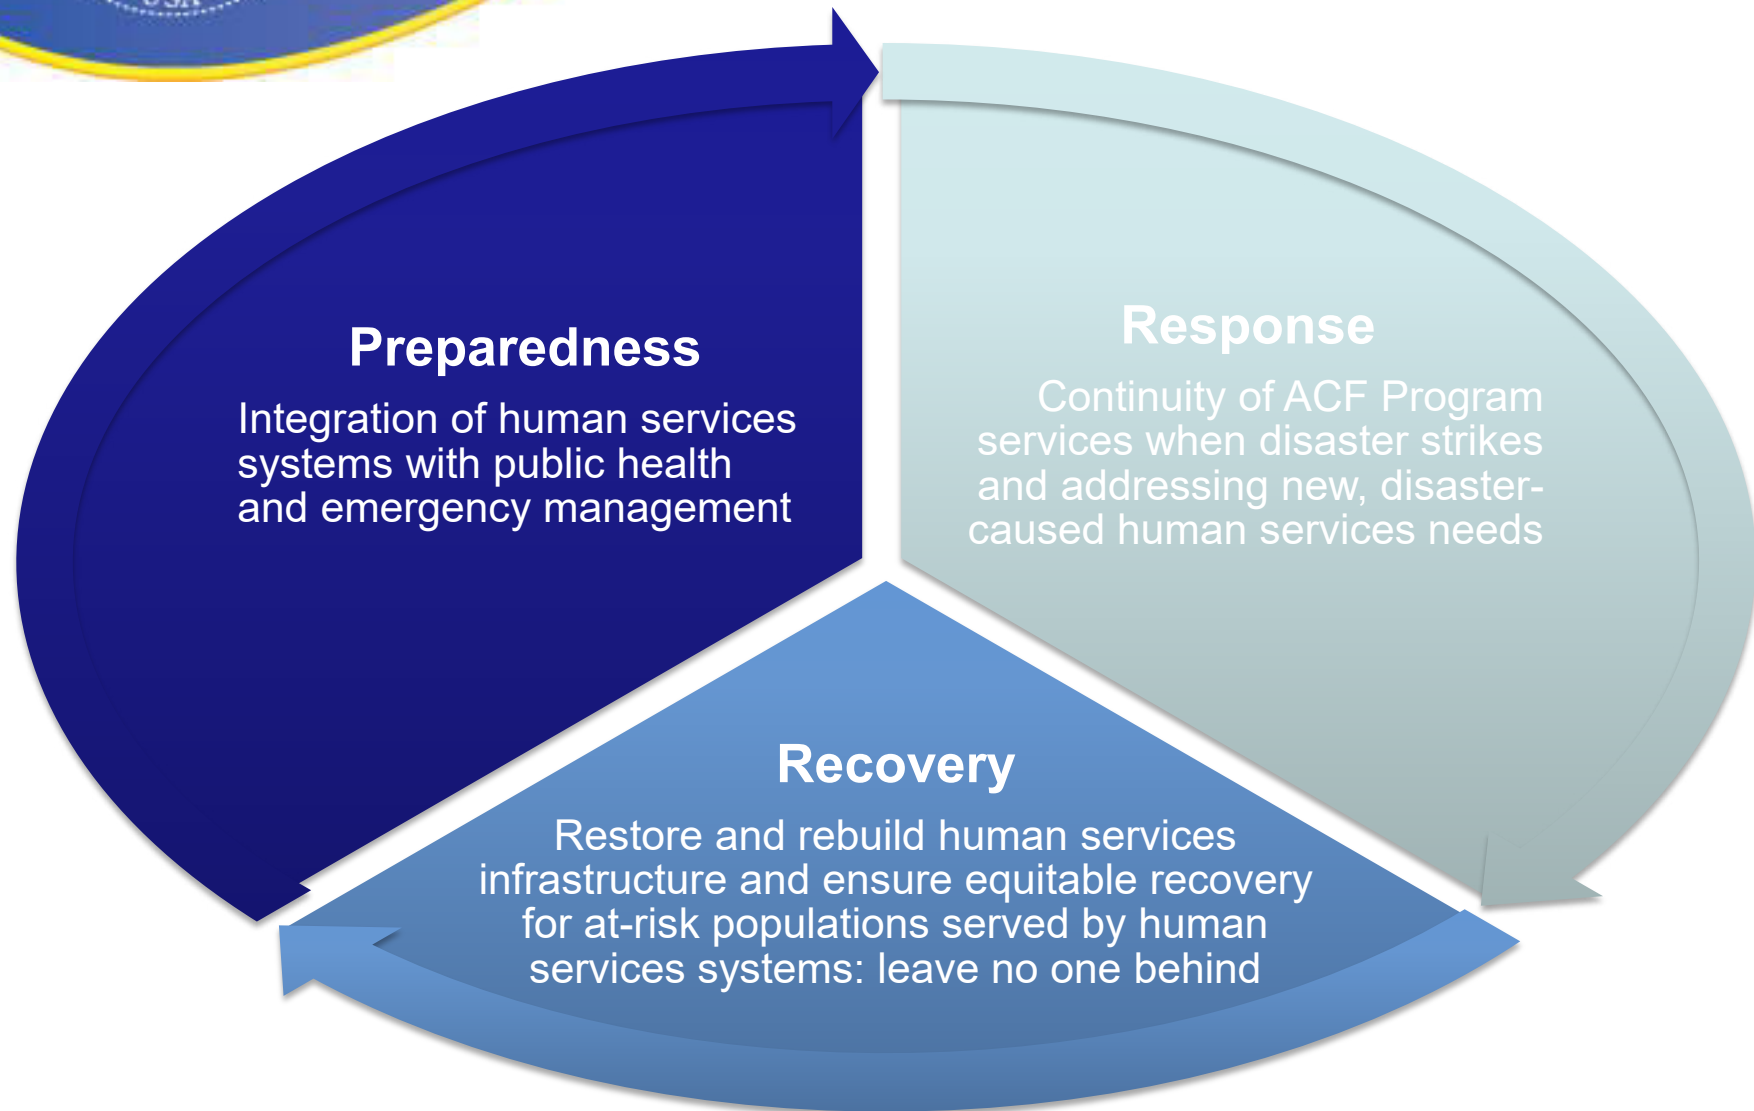 USA
Preparedness
Integration of human services
systems with public health
and emergency management
Response
Continuity of ACF Program
services when disaster strikes
and addressing new, disaster-
caused human services needs
Recovery
Restore and rebuild human services
infrastructure and ensure equitable recovery
for at-risk populations served by human
services systems: leave no one behind